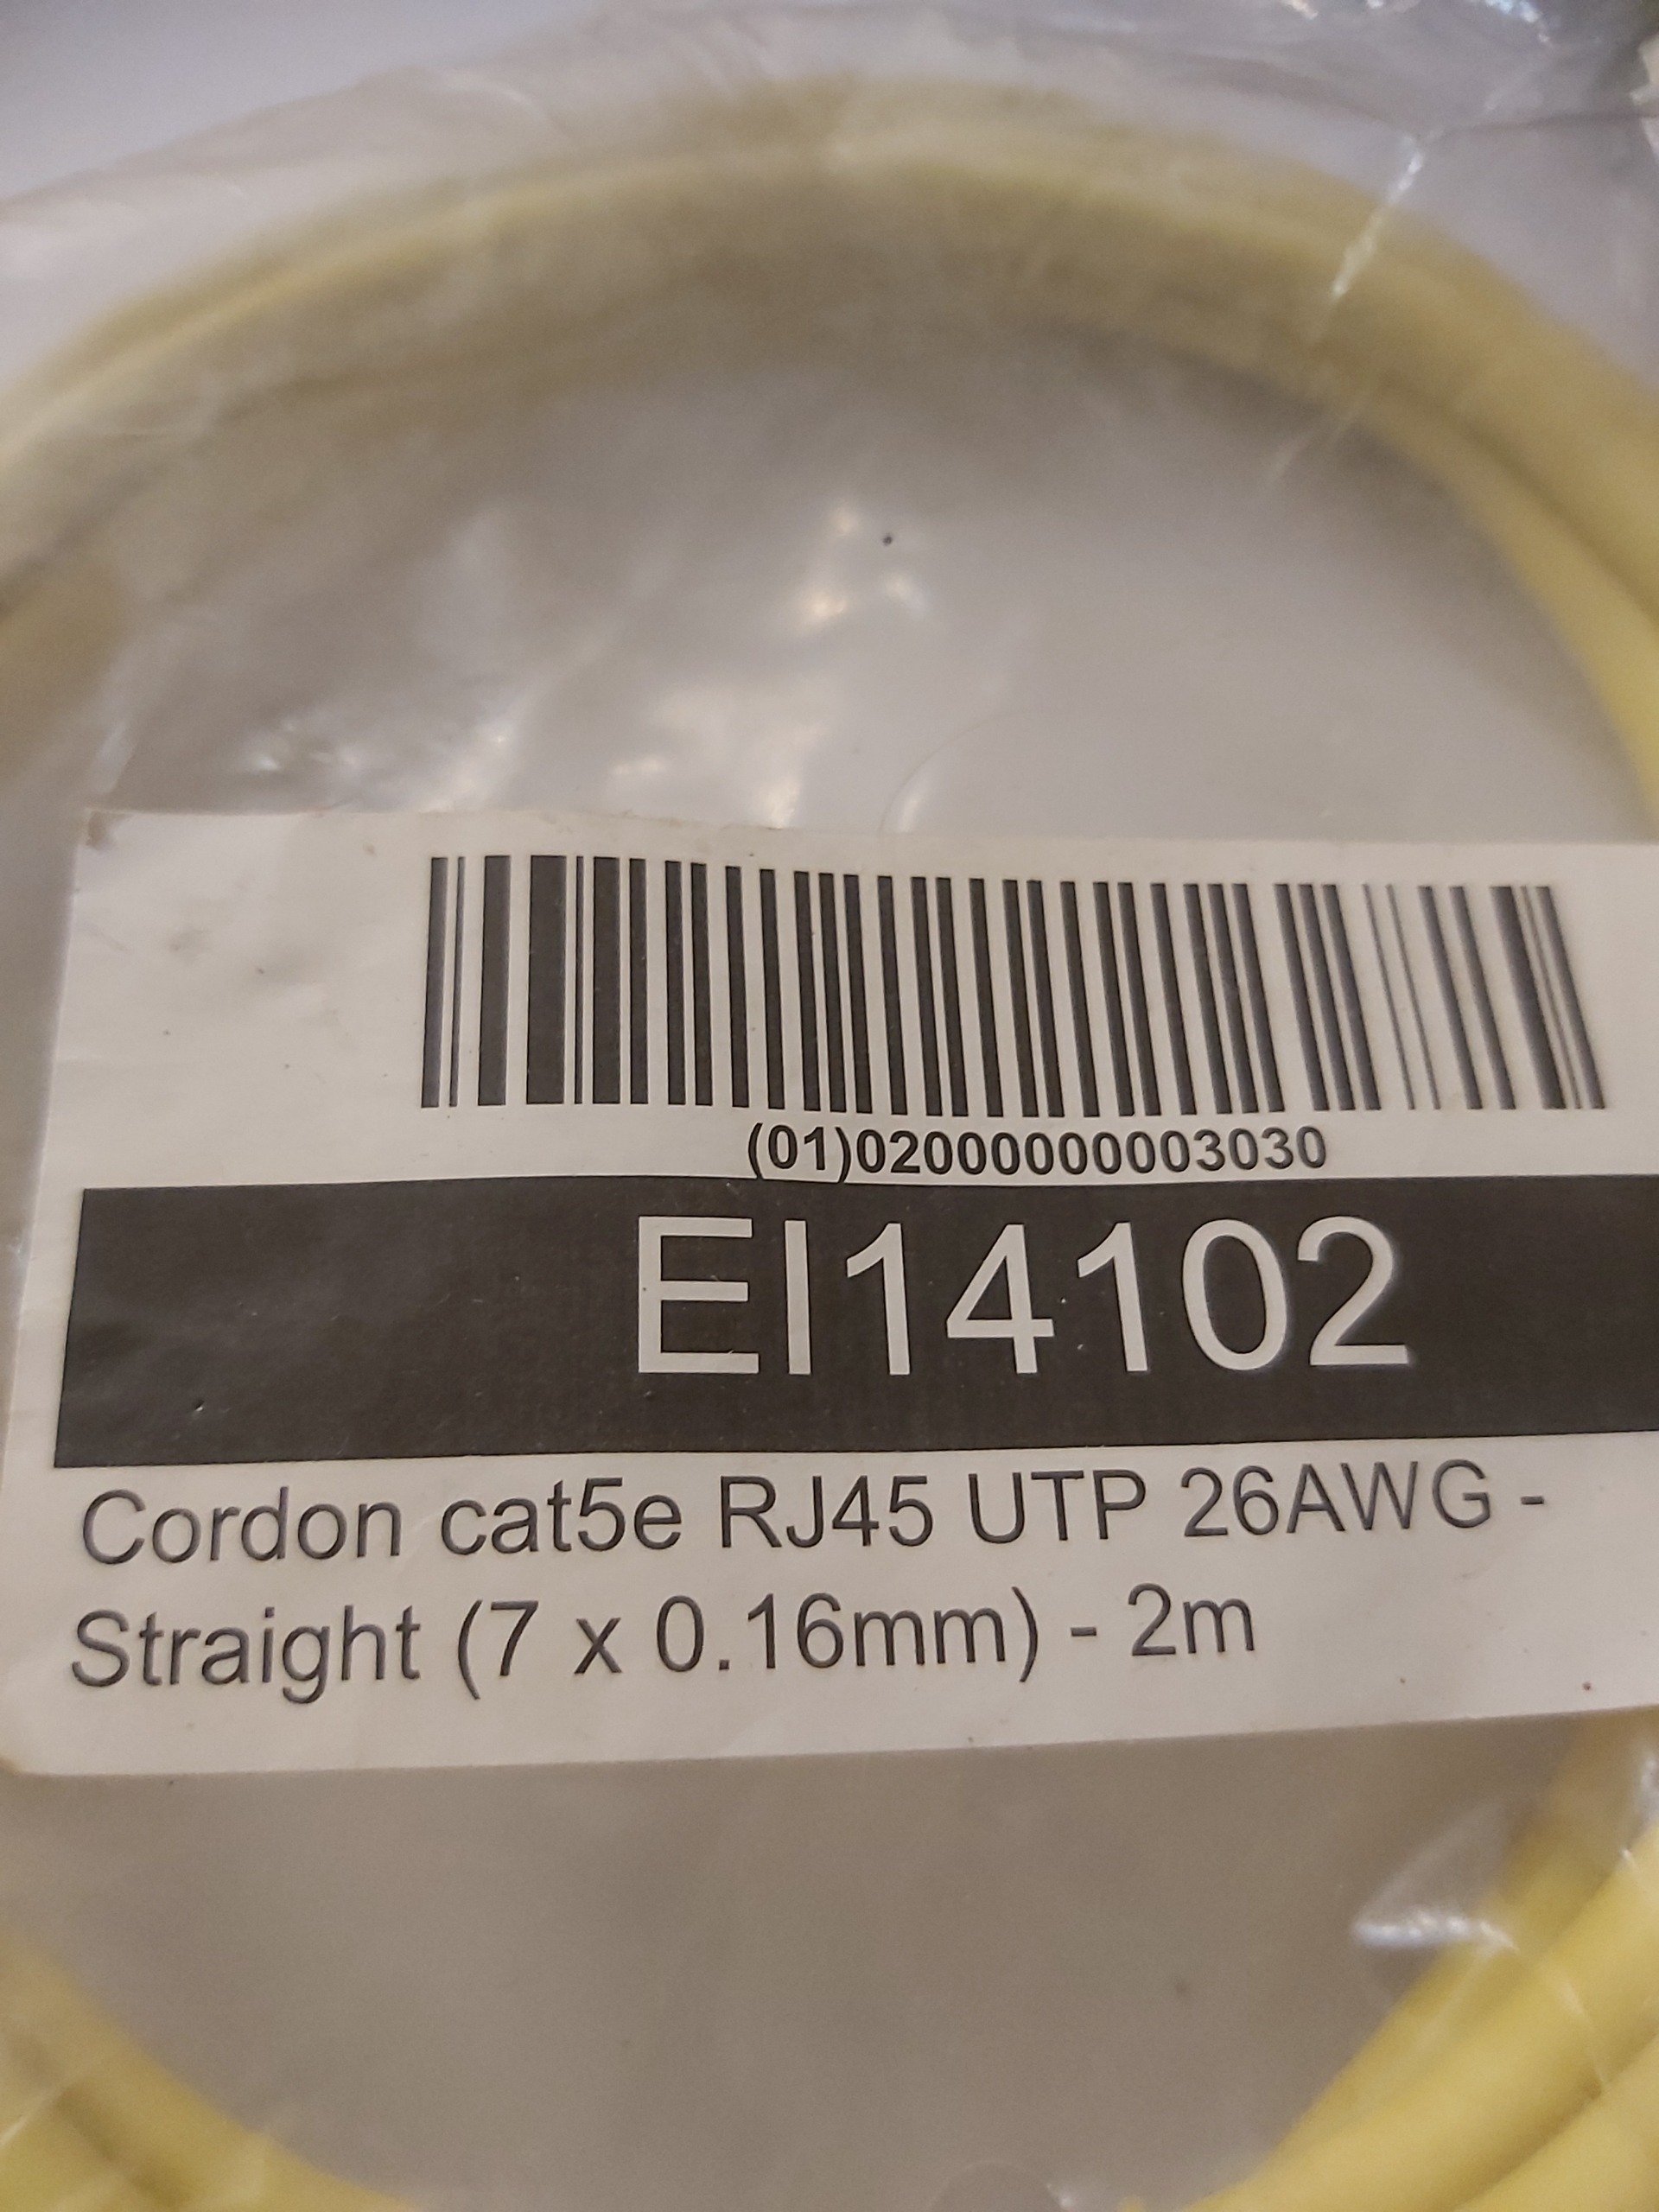 (01)02000000003030
EI14102
Cordon cat5e RJ45 UTP 26AWG -
Straight (7 x 0.16mm) - 2m